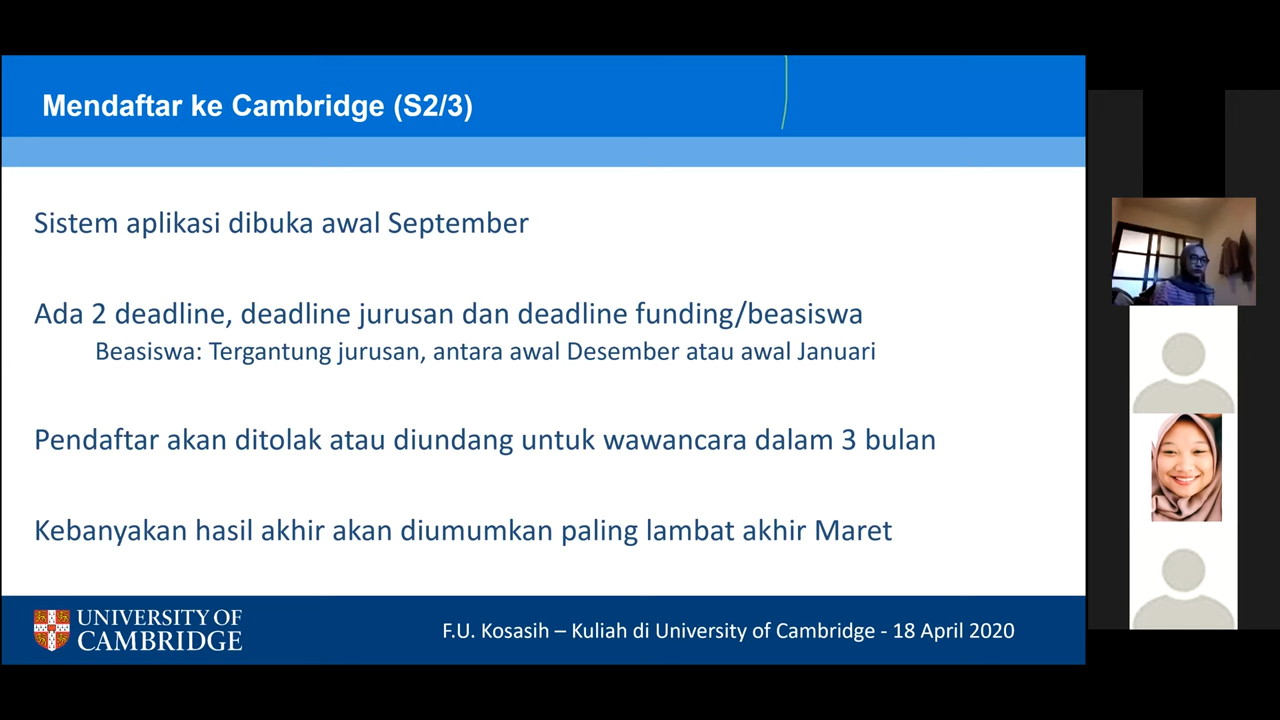 Mendaftar ke Cambridge (S2/3)
Sistem aplikasi dibuka awal September
Ada 2 deadline, deadline jurusan dan deadline funding/beasiswa
Beasiswa: Tergantung jurusan, antara awal Desember atau awal Januari
Pendaftar akan ditolak atau diundang untuk wawancara dalam 3 bulan
Kebanyakan hasil akhir akan diumumkan paling lambat akhir Maret
UNIVERSITY OF
CAMBRIDGE
F.U. Kosasih – Kuliah di University of Cambridge - 18 April 2020